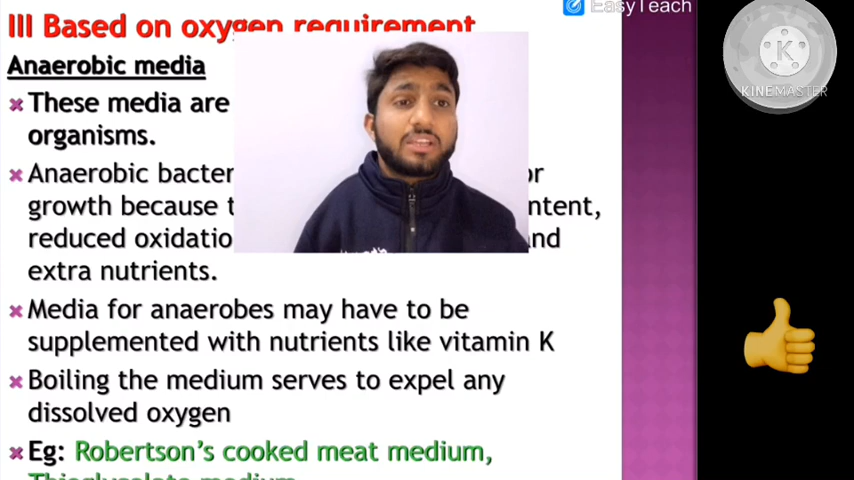 III Based on oxygen requirement
EasyTeach
KINEMASTER
K
Anaerobic media
These media are
organisms.
Anaerobic bacter
or
growth because t
ntent,
reduced oxidatio
and
extra nutrients.
Media for anaerobes may have to be
supplemented with nutrients like vitamin K
Boiling the medium serves to expel any
dissolved oxygen
Eg: Robertson's cooked meat medium,